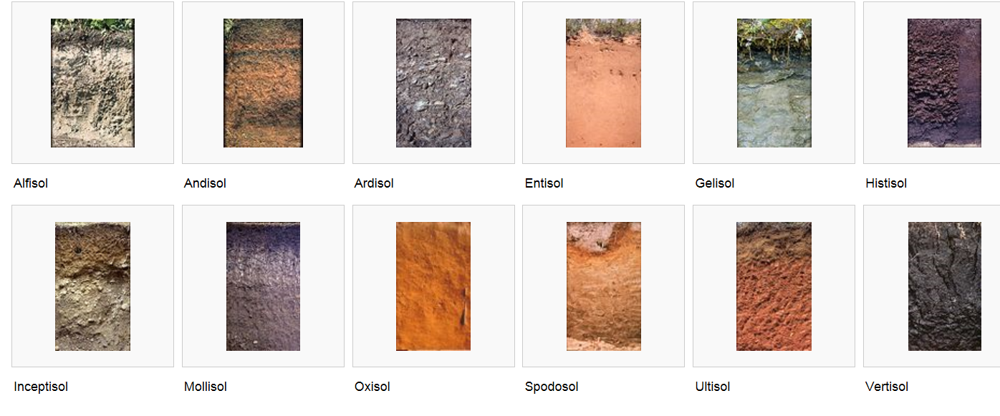 Alfisol
Andisol
Ardisol
Entisol
Gelisol
Histisol
Inceptisol
Mollisol
Oxisol
Spodosol
Ultisol
Vertisol